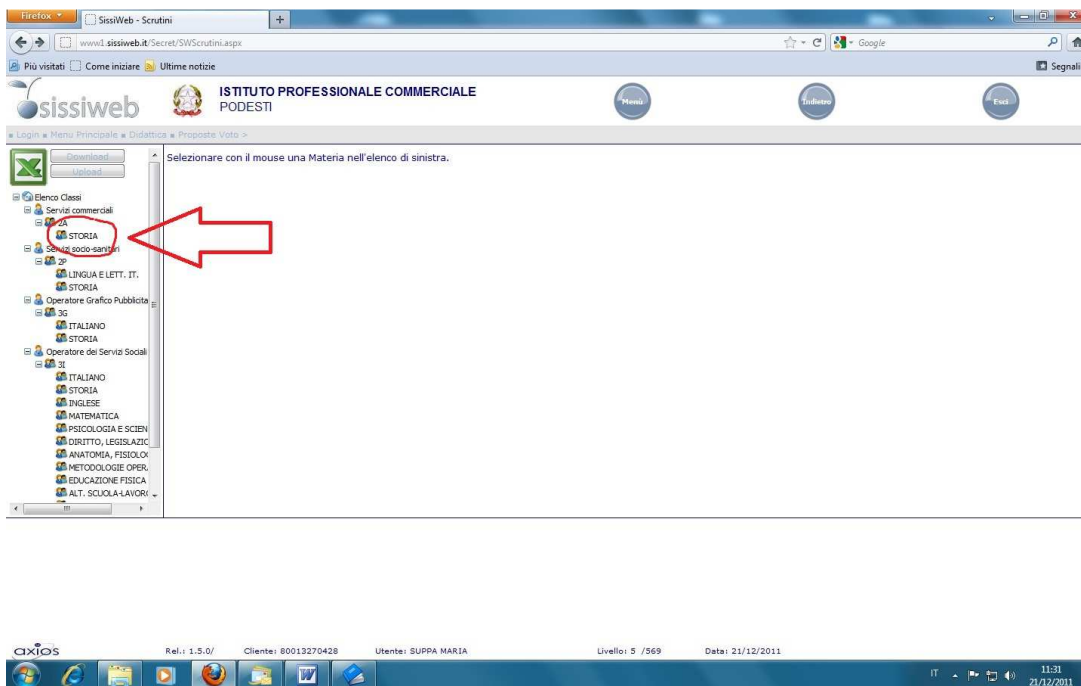 Firefox
SissiWeb - Scrutini
www1.sissiweb.it/Secret/SWScrutini.aspx
Google
Più visitati Come iniziare Ultime notizie
Segnali
sissiweb
ISTITUTO PROFESSIONALE COMMERCIALE
PODESTI
Menù
Indietro
Esci
Login Menu Principale Didattica Proposte Voto >
Download
Upload
Selezionare con il mouse una Materia nell'elenco di sinistra.
Elenco Classi
Servizi commerciali
2A
STORIA
Servizi socio-sanitari
2P
LINGUA E LETT. IT.
STORIA
Operatore Grafico Pubblicita
3G
ITALIANO
STORIA
Operatore dei Servizi Sociali
3I
ITALIANO
STORIA
INGLESE
MATEMATICA
PSICOLOGIA E SCIEN
DIRITTO, LEGISLAZIO
ANATOMIA, FISIOLOG
METODOLOGIE OPER.
EDUCAZIONE FISICA
ALT. SCUOLA-LAVORO
axios
Rel.: 1.5.0/ Cliente: 80013270428 Utente: SUPPA MARIA Livello: 5 /569 Data: 21/12/2011
IT
11:31
21/12/2011